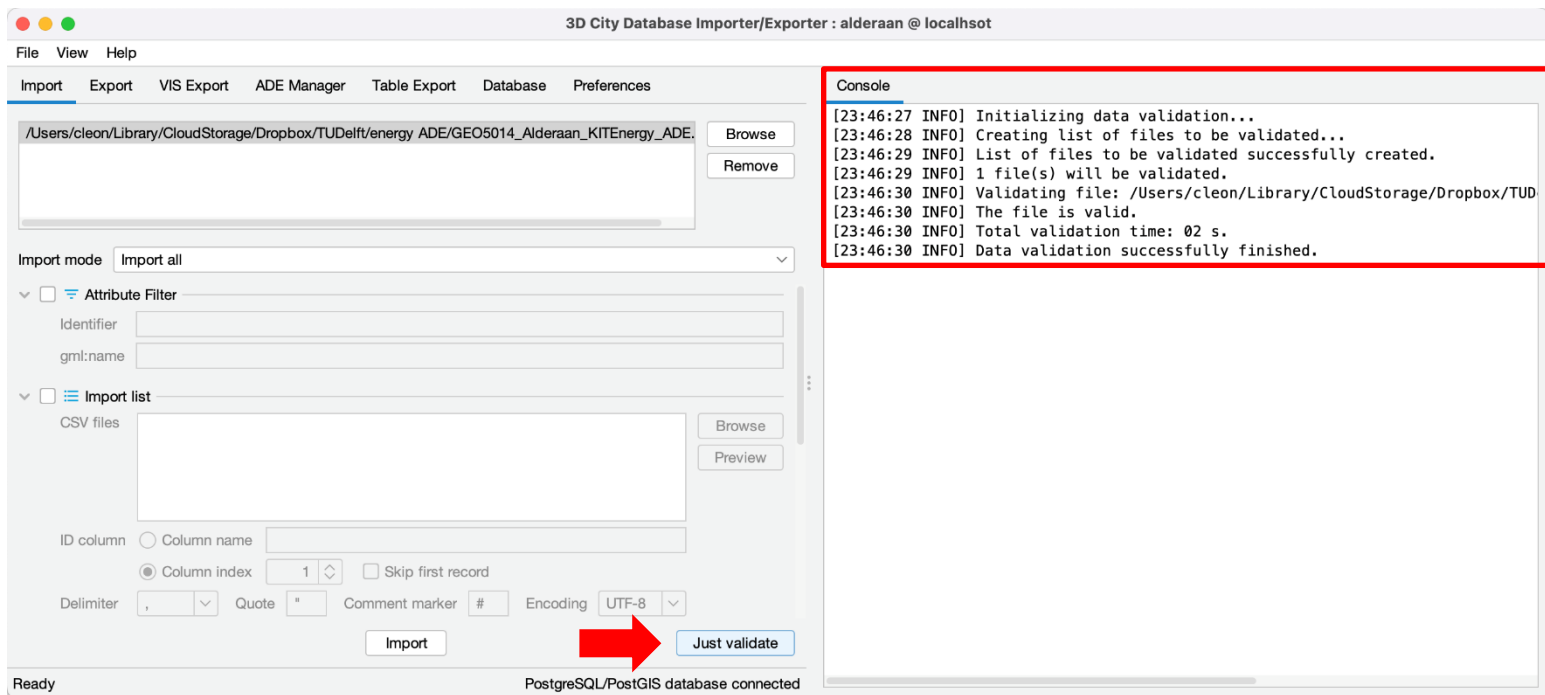 3D City Database Importer/Exporter : alderaan @ localhsot
File View Help
Import Export VIS Export ADE Manager Table Export Database Preferences
/Users/cleon/Library/CloudStorage/Dropbox/TUDelft/energy ADE/GEO5014_Alderaan_KITEnergy_ADE.
Browse
Remove
Import mode Import all
Attribute Filter
Identifier
gml:name
Import list
CSV files
Browse
Preview
ID column Column name
Column index 1 Skip first record
Delimiter , Quote " Comment marker # Encoding UTF-8
Import Just validate
Ready PostgreSQL/PostGIS database connected
Console
[23:46:27 INFO] Initializing data validation...
[23:46:28 INFO] Creating list of files to be validated...
[23:46:29 INFO] List of files to be validated successfully created.
[23:46:29 INFO] 1 file(s) will be validated.
[23:46:30 INFO] Validating file: /Users/cleon/Library/CloudStorage/Dropbox/TUD
[23:46:30 INFO] The file is valid.
[23:46:30 INFO] Total validation time: 02 s.
[23:46:30 INFO] Data validation successfully finished.